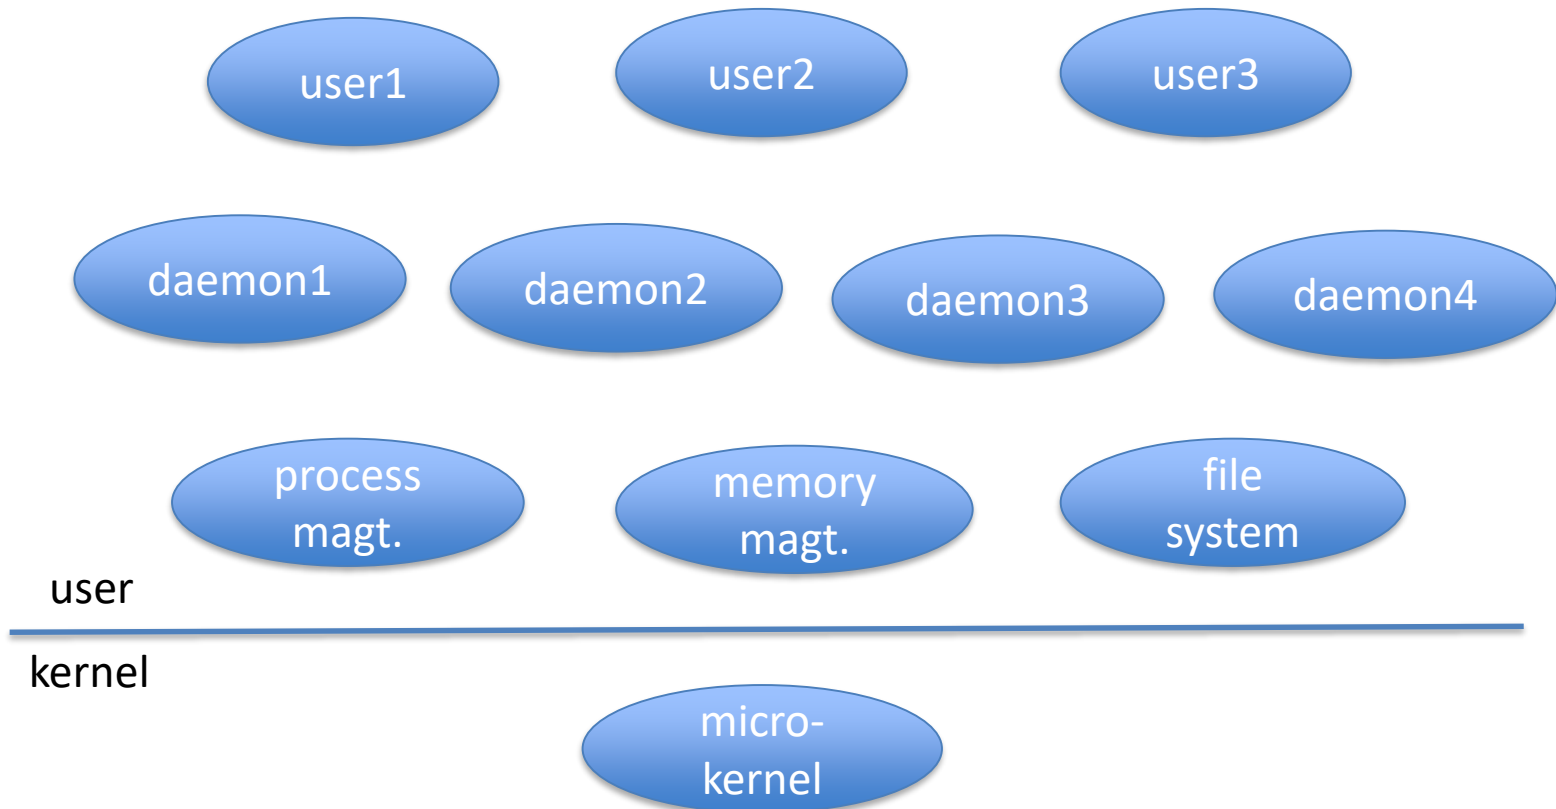 user1
user2
user3
daemon1
daemon2
daemon3
daemon4
process
magt.
memory
magt.
file
system
user
kernel
micro-
kernel